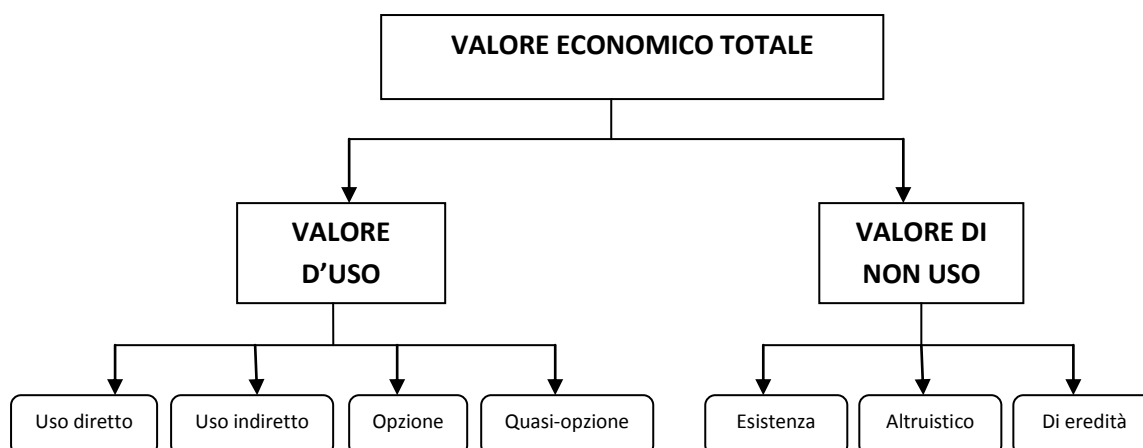 VALORE ECONOMICO TOTALE
VALORE
D’USO
VALORE DI
NON USO
Uso diretto
Uso indiretto
Opzione
Quasi-opzione
Esistenza
Altruistico
Di eredità